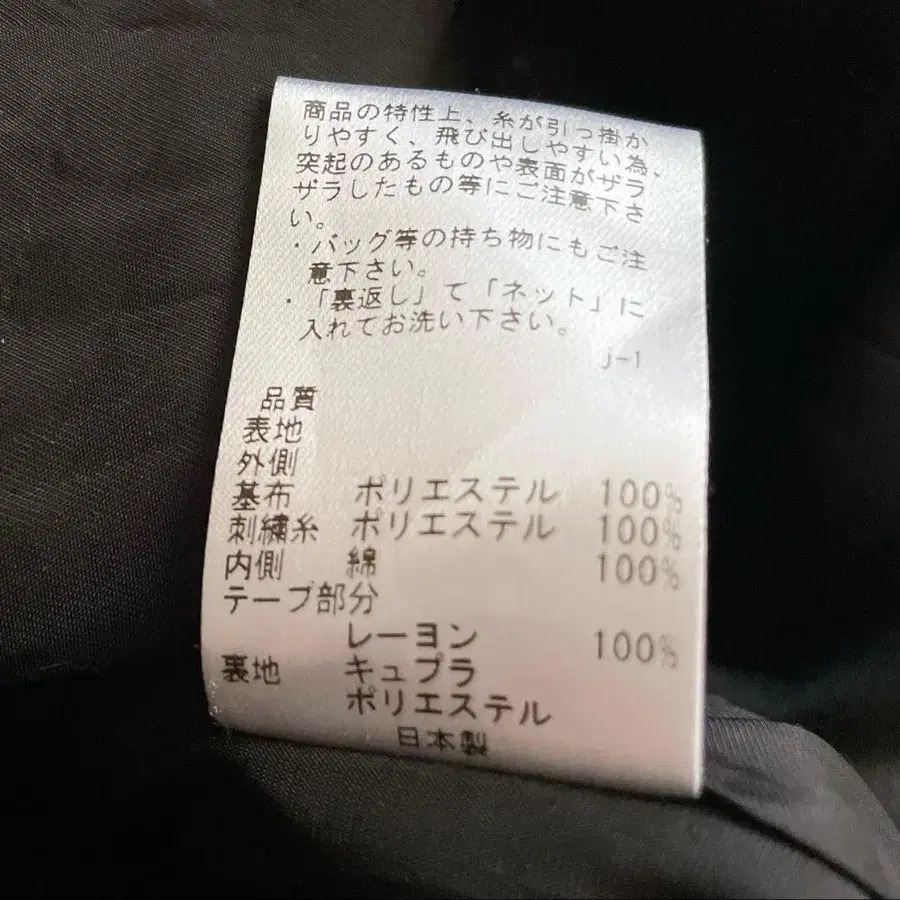 商品の特性上、糸が引っ掛か
りやすく、飛び出しやすい為、
突起のあるものや表面がザラ
ザラしたもの等にご注意下さ
い。
・バッグ等の持ち物にもご注
意下さい。
・「裏返し」て「ネット」に
入れてお洗い下さい。
j-1
品質
表地
外側
基布 ポリエステル 100%
刺繍糸 ポリエステル 100%
内側 綿 100%
テープ部分
レーヨン 100%
裏地 キュプラ
ポリエステル
日本製